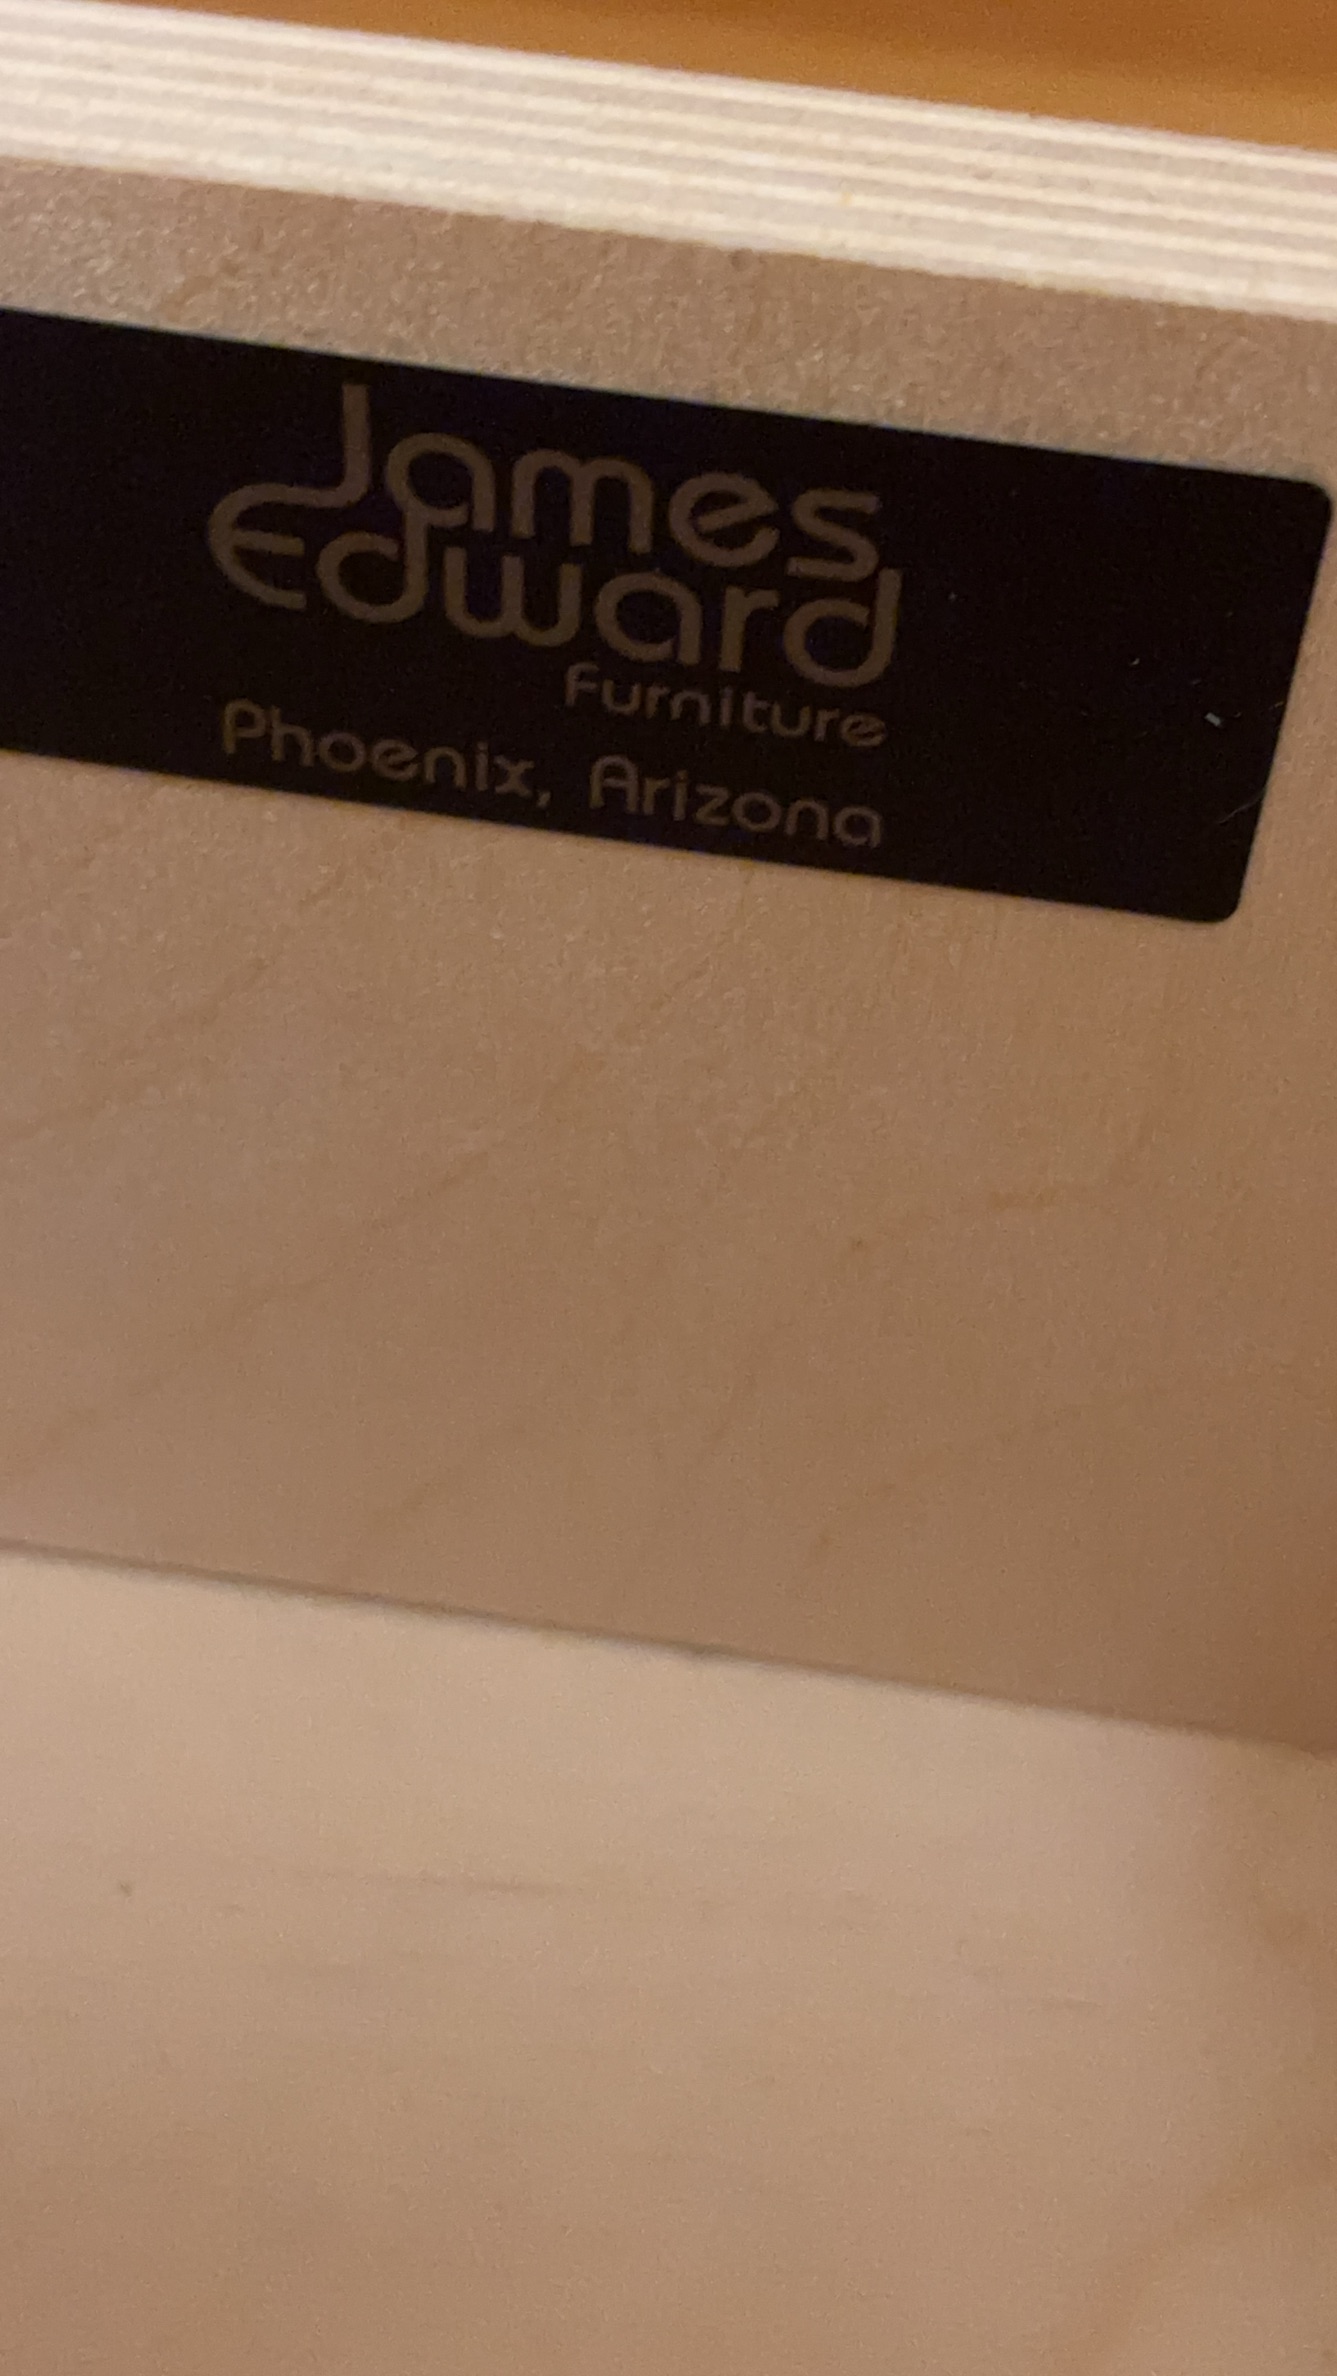 James
Edward
Furniture
Phoenix, Arizona